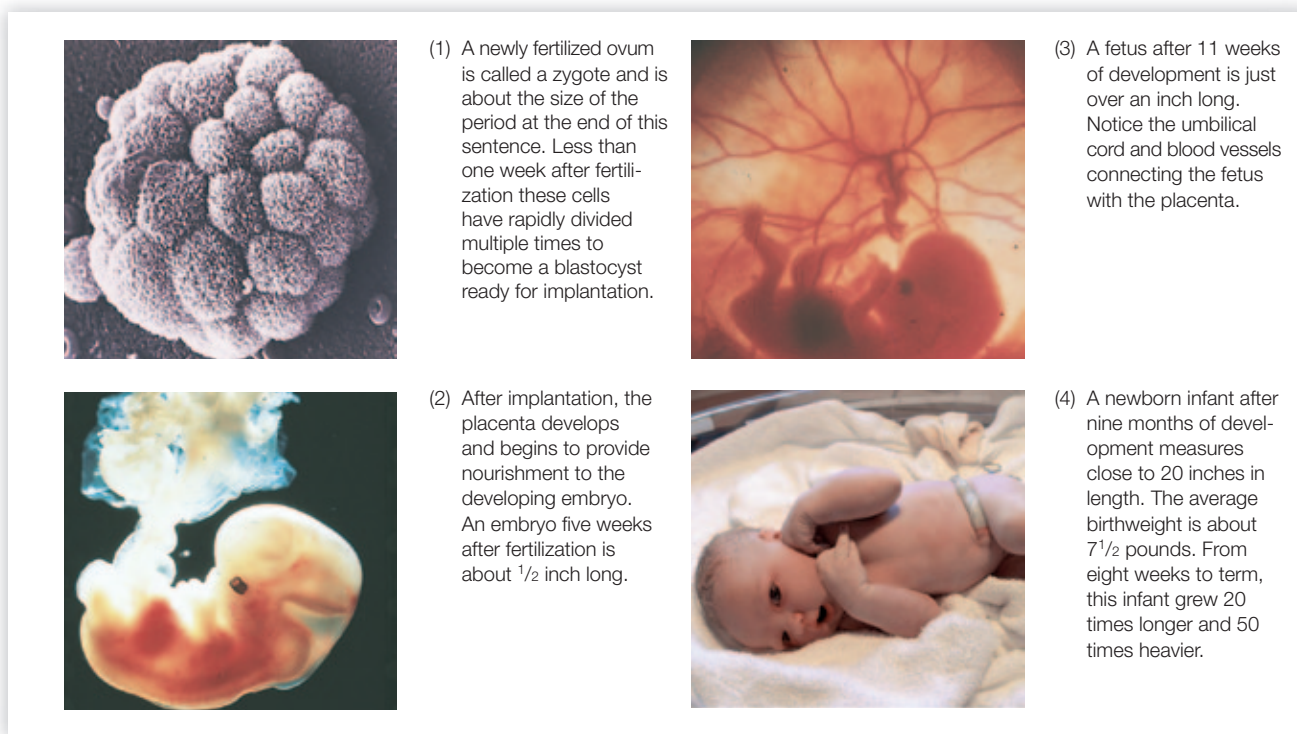 (1) A newly fertilized ovum
is called a zygote and is
about the size of the
period at the end of this
sentence. Less than
one week after fertili-
zation these cells
have rapidly divided
multiple times to
become a blastocyst
ready for implantation.
(2) After implantation, the
placenta develops
and begins to provide
nourishment to the
developing embryo.
An embryo five weeks
after fertilization is
about 1/2 inch long.
(3) A fetus after 11 weeks
of development is just
over an inch long.
Notice the umbilical
cord and blood vessels
connecting the fetus
with the placenta.
(4) A newborn infant after
nine months of devel-
opment measures
close to 20 inches in
length. The average
birthweight is about
7 1/2 pounds. From
eight weeks to term,
this infant grew 20
times longer and 50
times heavier.